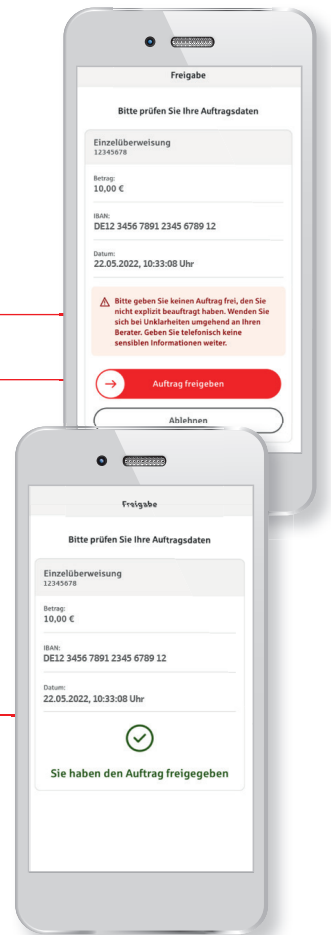 Freigabe
Bitte prüfen Sie Ihre Auftragsdaten
Einzelüberweisung
12345678
Betrag:
10,00 €
IBAN:
DE12 3456 7891 2345 6789 12
Datum:
22.05.2022, 10:33:08 Uhr
Bitte geben Sie keinen Auftrag frei, den Sie
nicht explizit beauftragt haben. Wenden Sie
sich bei Unklarheiten umgehend an Ihren
Berater. Geben Sie telefonisch keine
sensiblen Informationen weiter.
Auftrag freigeben
Ablehnen
Freigabe
Bitte prüfen Sie Ihre Auftragsdaten
Einzelüberweisung
12345678
Betrag:
10,00 €
IBAN:
DE12 3456 7891 2345 6789 12
Datum:
22.05.2022, 10:33:08 Uhr
Sie haben den Auftrag freigegeben